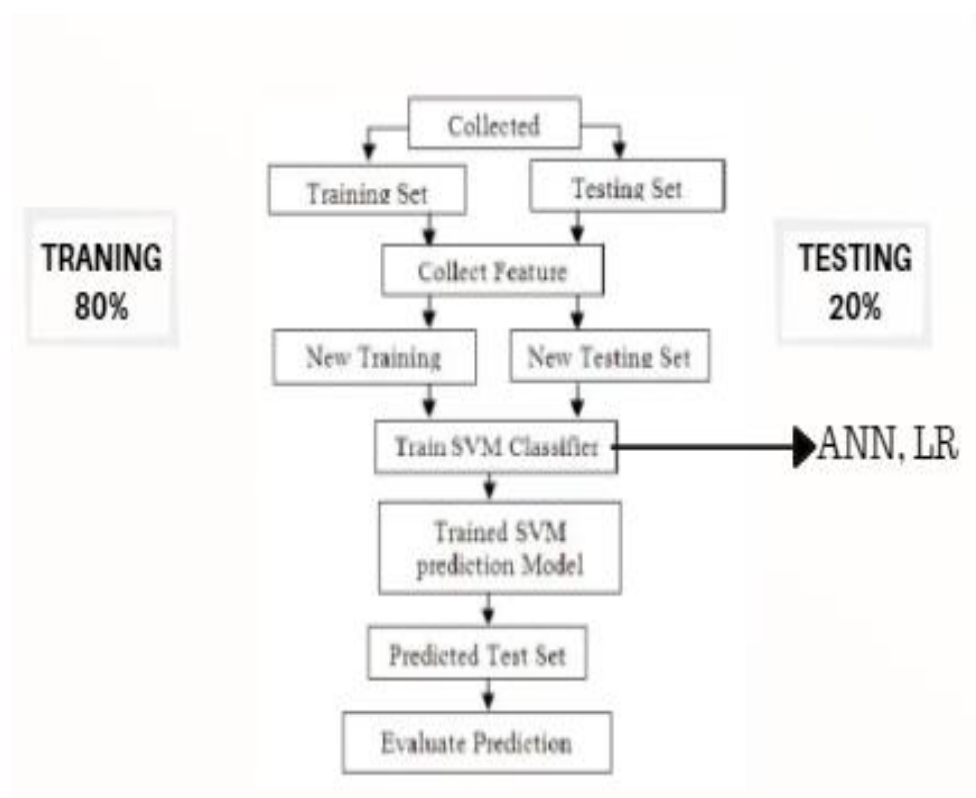 Collected
Training Set
Testing Set
TRANING
80%
Collect Feature
TESTING
20%
New Training
New Testing Set
Train SVM Classifier
ANN, LR
Trained SVM
prediction Model
Predicted Test Set
Evaluate Prediction